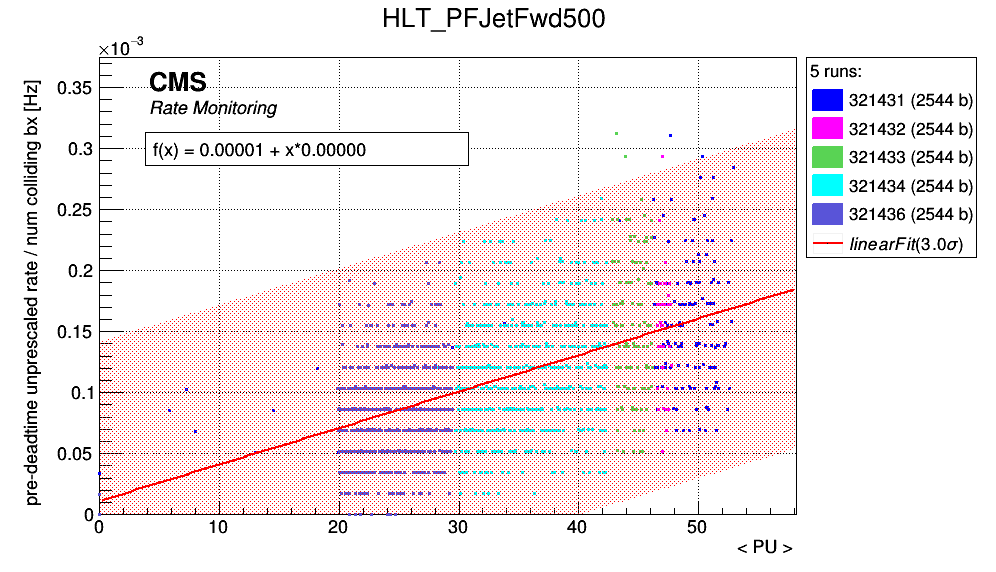 HLT_PFJetFwd500
×10⁻³
pre-deadtime unprescaled rate / num colliding bx [Hz]
0.35
0.3
0.25
0.2
0.15
0.1
0.05
0
CMS
Rate Monitoring
f(x) = 0.00001 + x*0.00000
0 10 20 30 40 50
< PU >
5 runs:
321431 (2544 b)
321432 (2544 b)
321433 (2544 b)
321434 (2544 b)
321436 (2544 b)
linearFit(3.0σ)